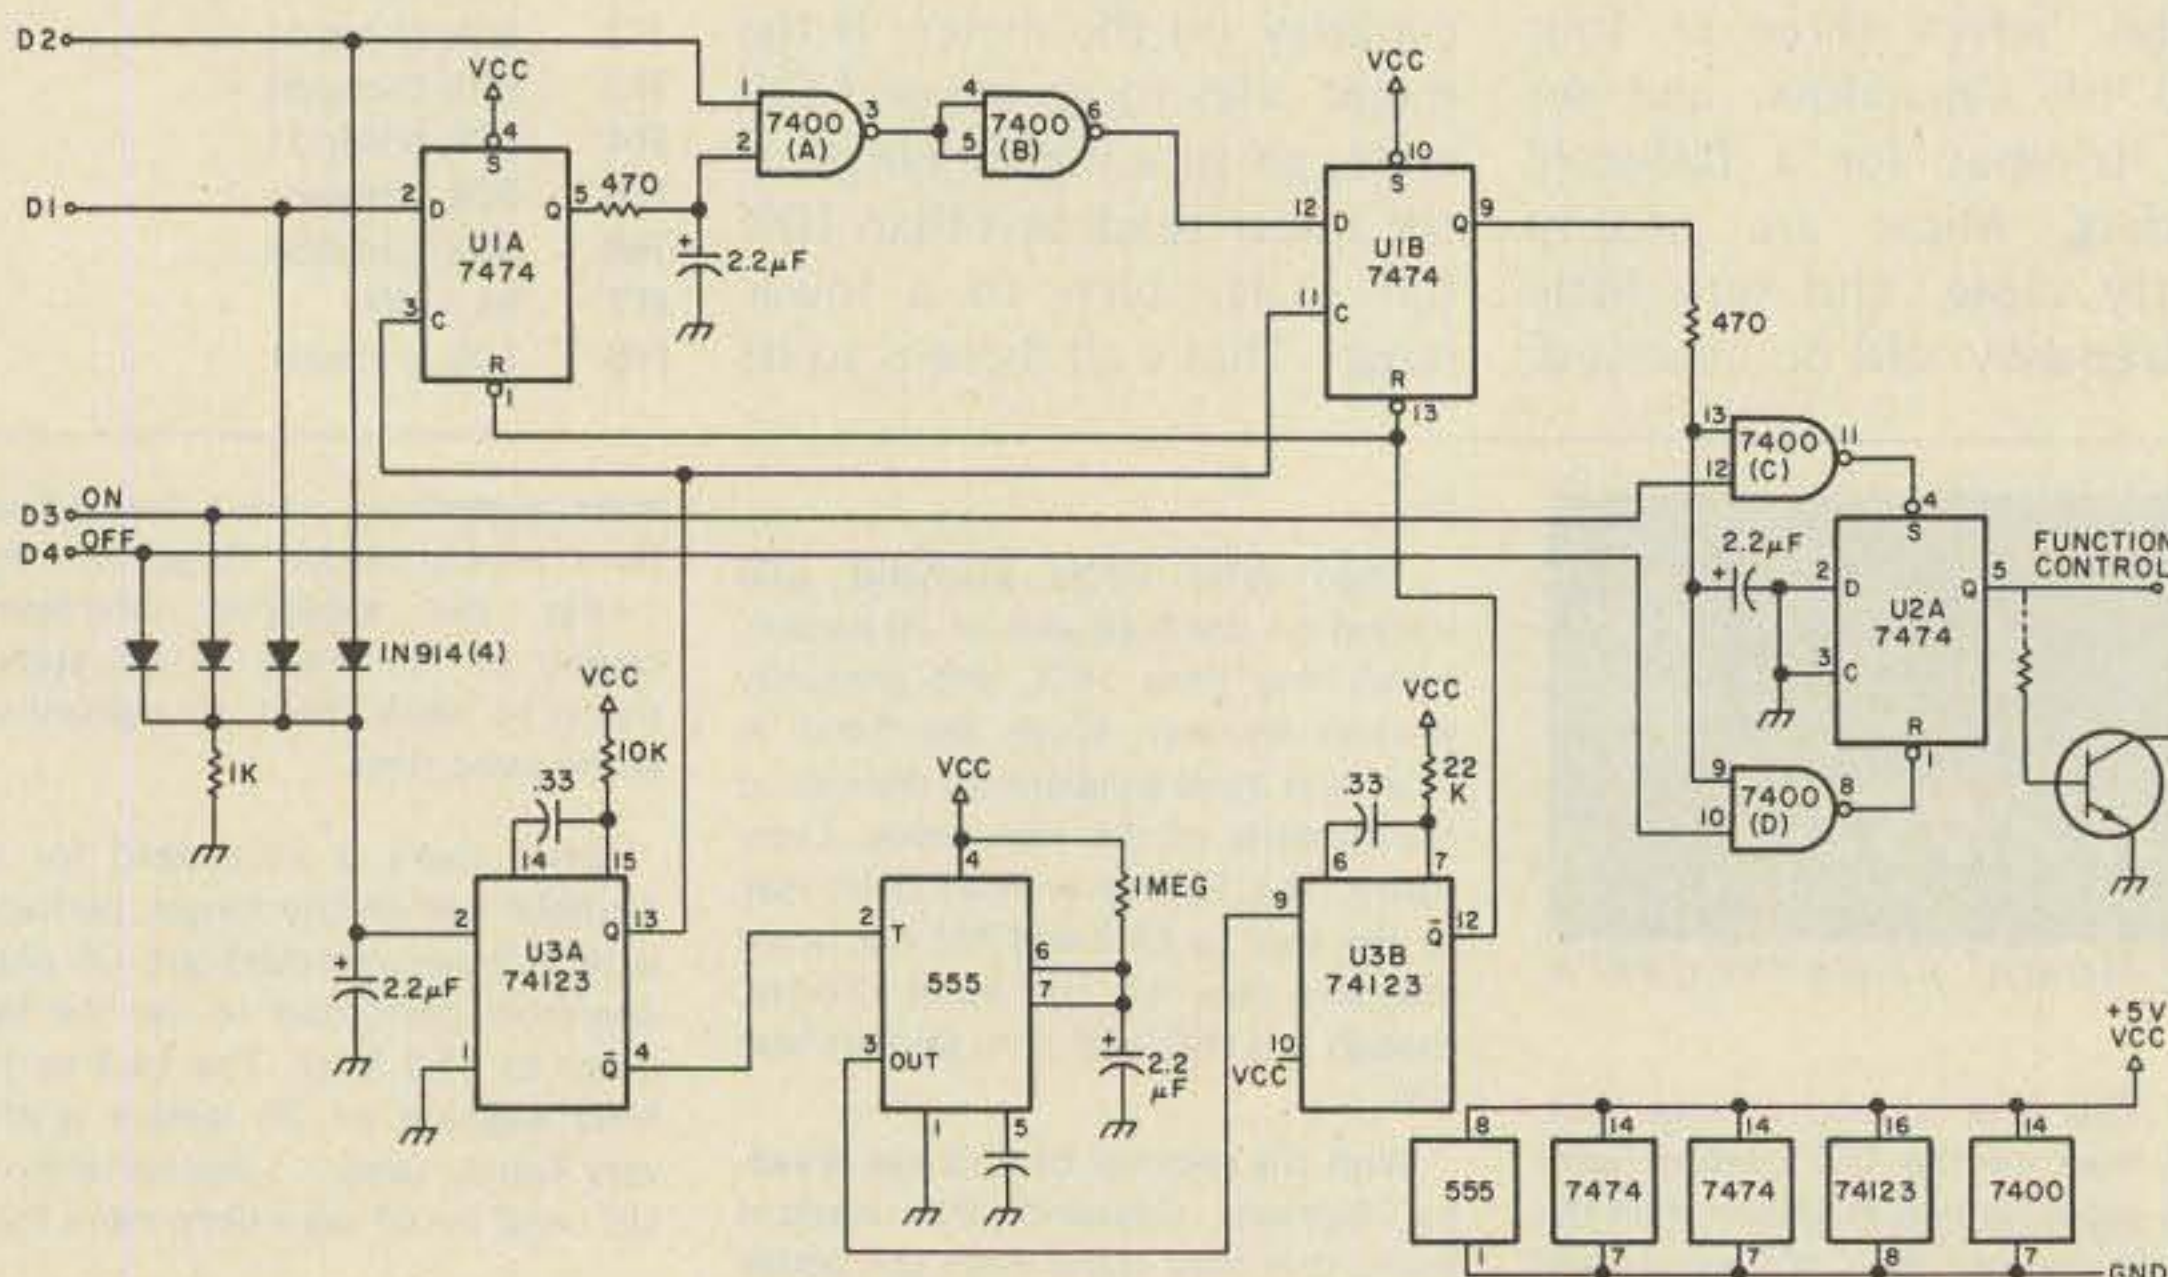 D2
VCC
4
S
2
D
Q
5
470
U1A
7474
3
C
R
1
D1
2.2µF
1
2
7400
(A)
3
4
5
7400
(B)
6
VCC
10
S
12
D
Q
9
U1B
7474
11
C
R
13
470
D3
ON
D4
OFF
13
12
7400
(C)
11
4
S
2.2µF
+
2
D
Q
5
U2A
7474
3
C
R
1
FUNCTION
CONTROL
9
10
7400
(D)
8
IN914(4)
1K
VCC
10K
.33
14
15
2
Q
13
U3A
74123
1
Q̄
4
+
2.2µF
VCC
4
1MEG
2
T
6
7
555
3
OUT
1
5
+
2.2
µF
VCC
22
K
.33
6
7
9
Q̄
12
U3B
74123
10
VCC
+5V
VCC
8
14
14
16
14
555
7474
7474
74123
7400
1
7
7
8
7
GND